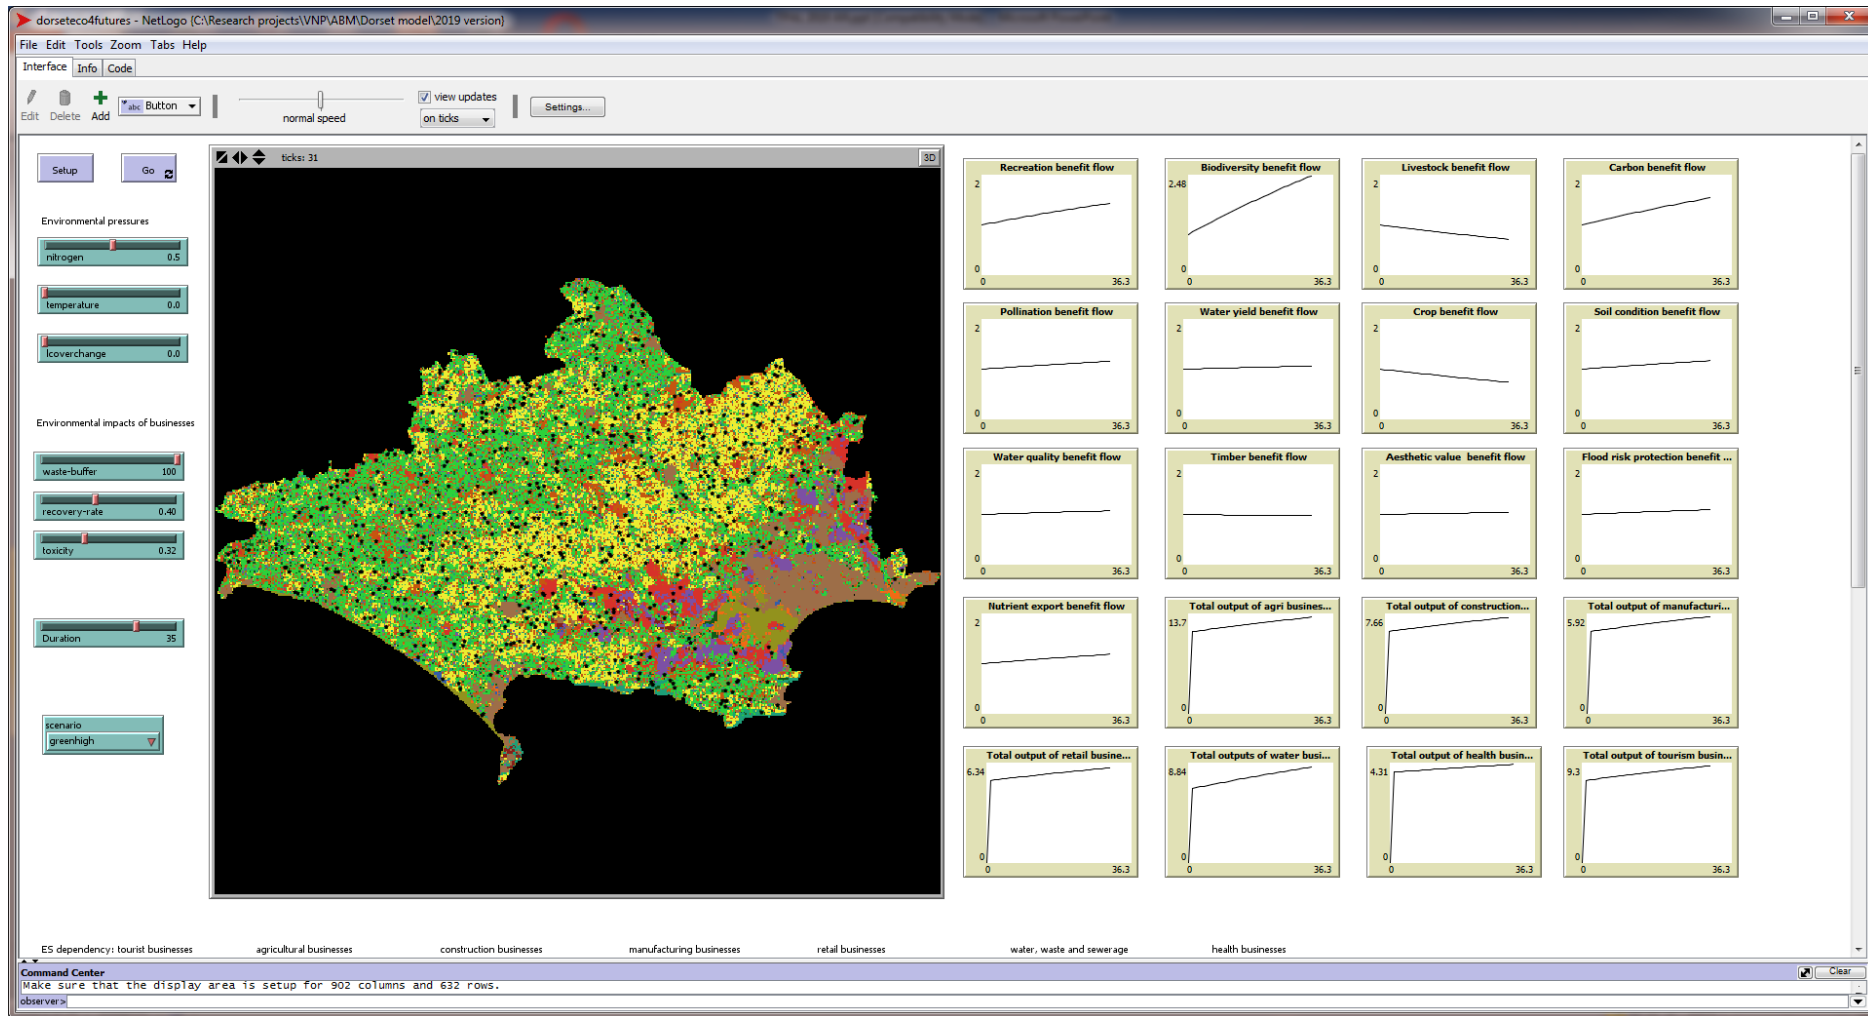 dorseteco4futures - NetLogo {C:\Research projects\VNP\ABM\Dorset model\2019 version}
File Edit Tools Zoom Tabs Help
Interface Info Code
Edit Delete Add
abc Button
normal speed
view updates
on ticks
Settings...
Setup
Go
ticks: 31
3D
Environmental pressures
nitrogen 0.5
temperature 0.0
lcoverchange 0.0
Environmental impacts of businesses
waste-buffer 100
recovery-rate 0.40
toxicity 0.32
Duration 35
scenario
greenhigh
Recreation benefit flow
2
0
0 36.3
Biodiversity benefit flow
2.48
0
0 36.3
Livestock benefit flow
2
0
0 36.3
Carbon benefit flow
2
0
0 36.3
Pollination benefit flow
2
0
0 36.3
Water yield benefit flow
2
0
0 36.3
Crop benefit flow
2
0
0 36.3
Soil condition benefit flow
2
0
0 36.3
Water quality benefit flow
2
0
0 36.3
Timber benefit flow
2
0
0 36.3
Aesthetic value benefit flow
2
0
0 36.3
Flood risk protection benefit ...
2
0
0 36.3
Nutrient export benefit flow
2
0
0 36.3
Total output of agri busines...
13.7
0
0 36.3
Total output of construction...
7.66
0
0 36.3
Total output of manufacturi...
5.92
0
0 36.3
Total output of retail busine...
6.34
0
0 36.3
Total outputs of water busi...
8.84
0
0 36.3
Total output of health busin...
4.31
0
0 36.3
Total output of tourism busin...
9.3
0
0 36.3
ES dependency: tourist businesses agricultural businesses construction businesses manufacturing businesses retail businesses water, waste and sewerage health businesses
Command Center
Clear
Make sure that the display area is setup for 902 columns and 632 rows.
observer>